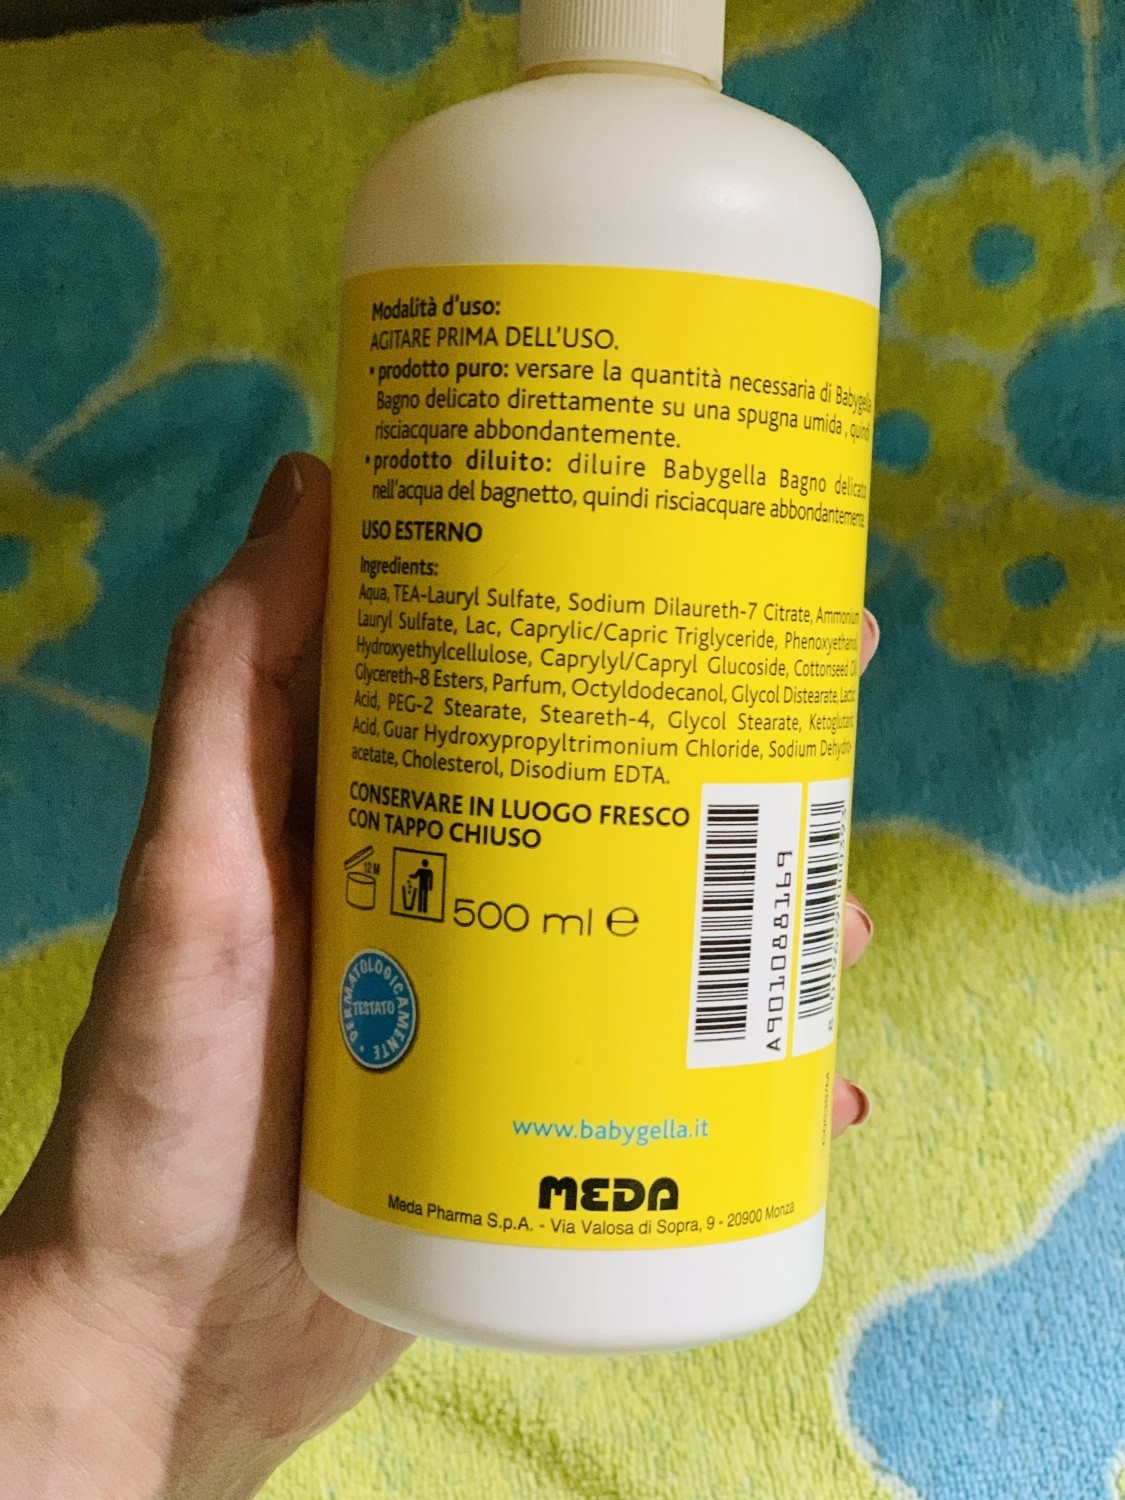 Modalità d'uso:
AGITARE PRIMA DELL'USO.
• prodotto puro: versare la quantità necessaria di Babygella
Bagno delicato direttamente su una spugna umida, quindi
risciacquare abbondantemente.
• prodotto diluito: diluire Babygella Bagno delicato
nell'acqua del bagnetto, quindi risciacquare abbondantemente.
USO ESTERNO
Ingredients:
Aqua, TEA-Lauryl Sulfate, Sodium Dilaureth-7 Citrate, Ammonium
Lauryl Sulfate, Lac, Caprylic/Capric Triglyceride, Phenoxyethanol,
Hydroxyethylcellulose, Caprylyl/Capryl Glucoside, Cottonseed Oil
Glycereth-8 Esters, Parfum, Octyldodecanol, Glycol Distearate, Lactic
Acid, PEG-2 Stearate, Steareth-4, Glycol Stearate, Ketoglutaric
Acid, Guar Hydroxypropyltrimonium Chloride, Sodium Dehydro-
acetate, Cholesterol, Disodium EDTA.
CONSERVARE IN LUOGO FRESCO
CON TAPPO CHIUSO
12 M
500 ml e
DERMATOLOGICAMENTE
TESTATO
A901088169
www.babygella.it
MEDA
Meda Pharma S.p.A. - Via Valosa di Sopra, 9 - 20900 Monza